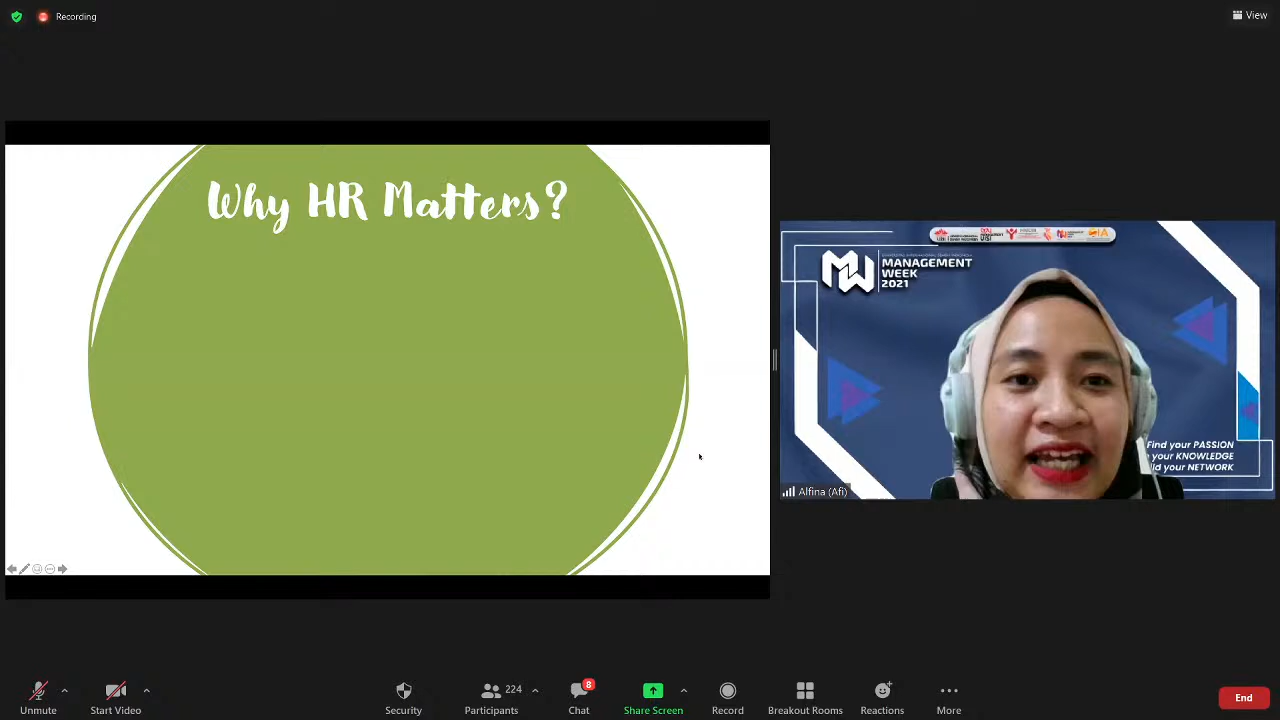 Recording
View
Why HR Matters?
MANAGEMENT
WEEK
2021
Find your PASSION
your KNOWLEDGE
your NETWORK
Alfina (Afi)
Unmute
Start Video
Security
Participants
224
Chat
8
Share Screen
Record
Breakout Rooms
Reactions
More
End